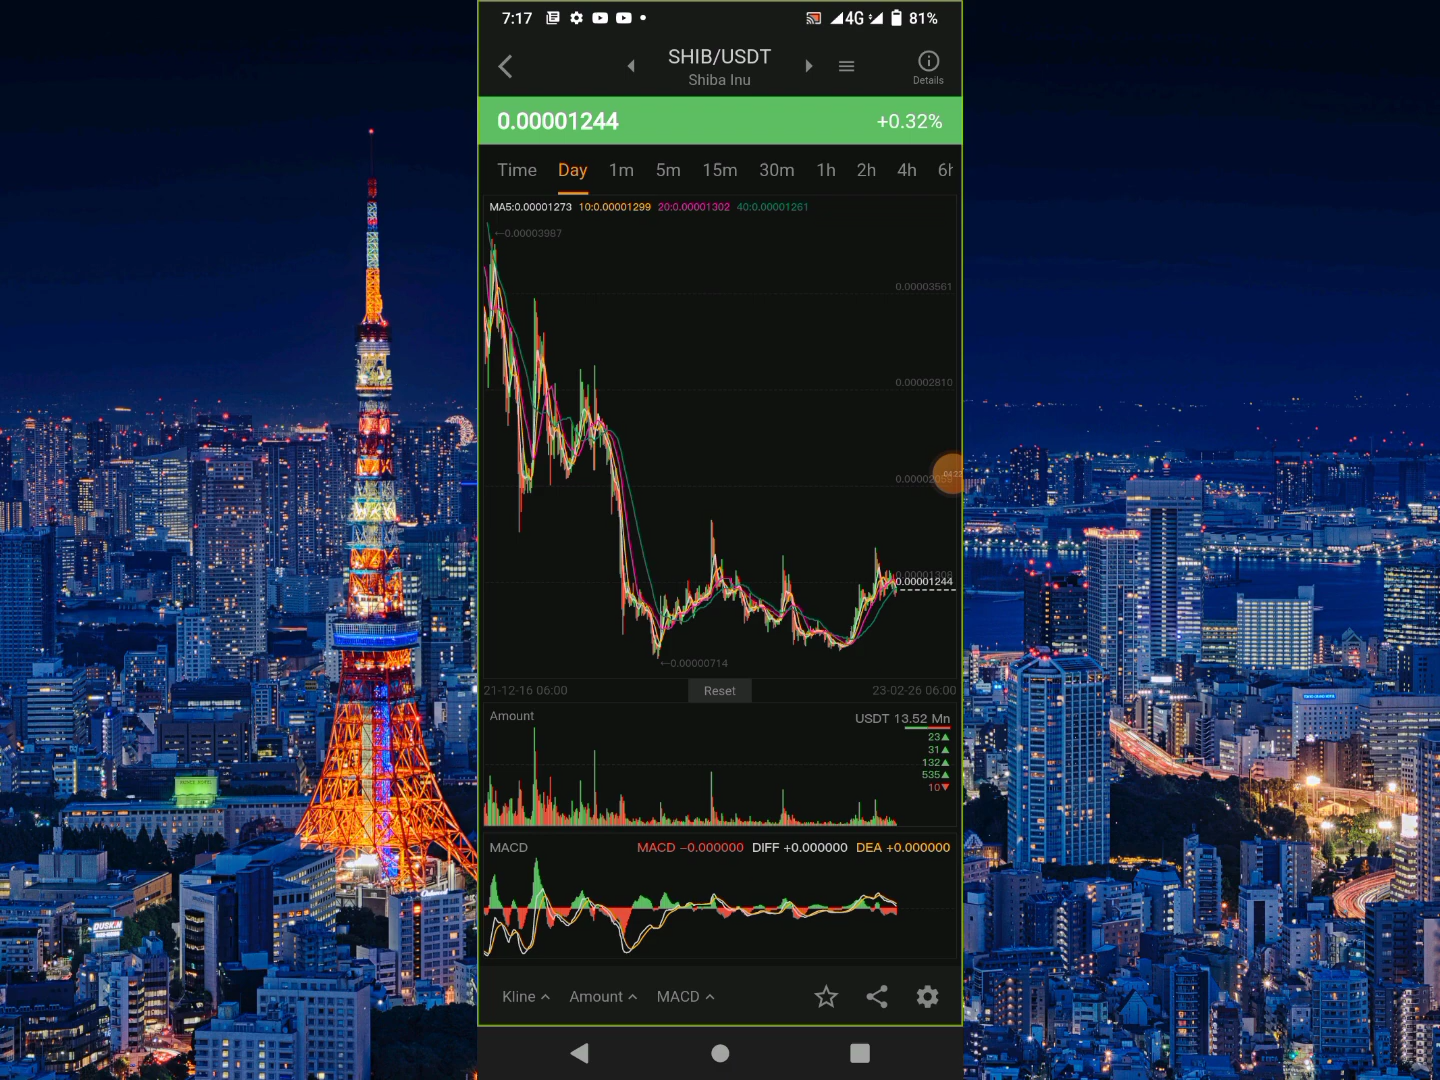 7:17 4G 81%
SHIB/USDT
Shiba Inu
Details
0.00001244 +0.32%
Time Day 1m 5m 15m 30m 1h 2h 4h 6h
MA5:0.00001273 10:0.00001299 20:0.00001302 40:0.00001261
←0.00003987
0.00003561
0.00002810
04:22
0.00001244
←0.00000714
21-12-16 06:00 Reset 23-02-26 06:00
Amount USDT 13.52 Mn
23▲
31▲
132▲
535▲
10▼
MACD MACD −0.000000 DIFF +0.000000 DEA +0.000000
DUSKIN
Kline Amount MACD